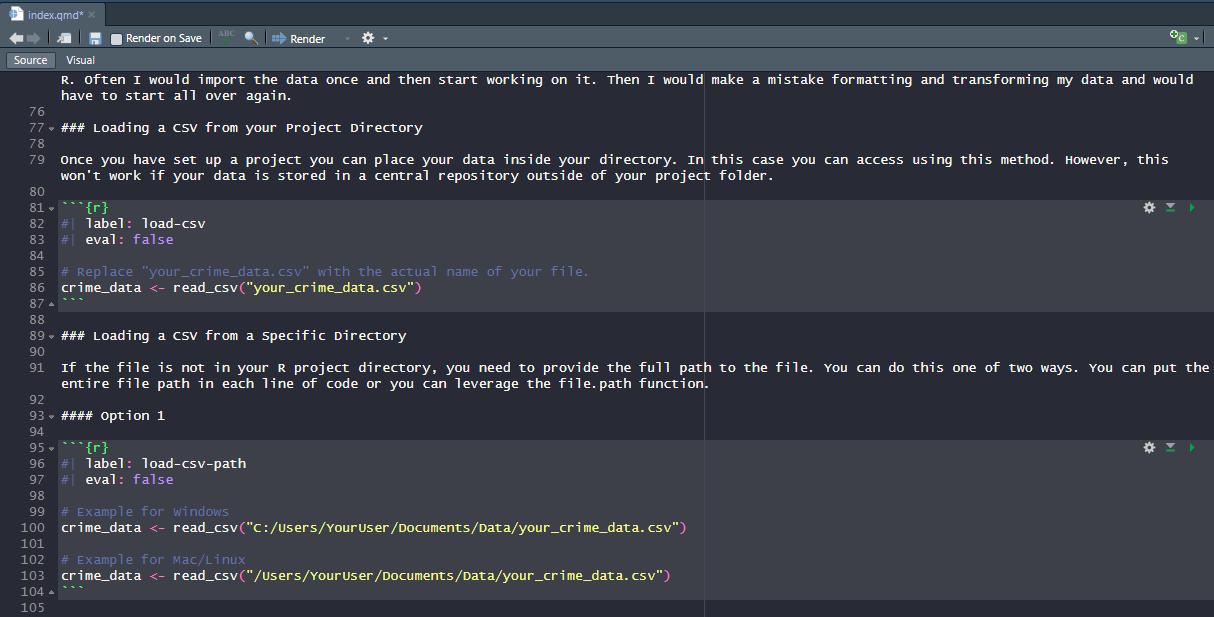 index.qmd*
Render on Save
ABC
Render
C
Source Visual
R. Often I would import the data once and then start working on it. Then I would make a mistake formatting and transforming my data and would
have to start all over again.
76
77 ### Loading a CSV from your Project Directory
78
79 Once you have set up a project you can place your data inside your directory. In this case you can access using this method. However, this
won't work if your data is stored in a central repository outside of your project folder.
80
81 ```{r}
82 #| label: load-csv
83 #| eval: false
84
85 # Replace "your_crime_data.csv" with the actual name of your file.
86 crime_data <- read_csv("your_crime_data.csv")
87 ```
88
89 ### Loading a CSV from a Specific Directory
90
91 If the file is not in your R project directory, you need to provide the full path to the file. You can do this one of two ways. You can put the
entire file path in each line of code or you can leverage the file.path function.
92
93 #### Option 1
94
95 ```{r}
96 #| label: load-csv-path
97 #| eval: false
98
99 # Example for Windows
100 crime_data <- read_csv("C:/Users/YourUser/Documents/Data/your_crime_data.csv")
101
102 # Example for Mac/Linux
103 crime_data <- read_csv("/Users/YourUser/Documents/Data/your_crime_data.csv")
104 ```
105